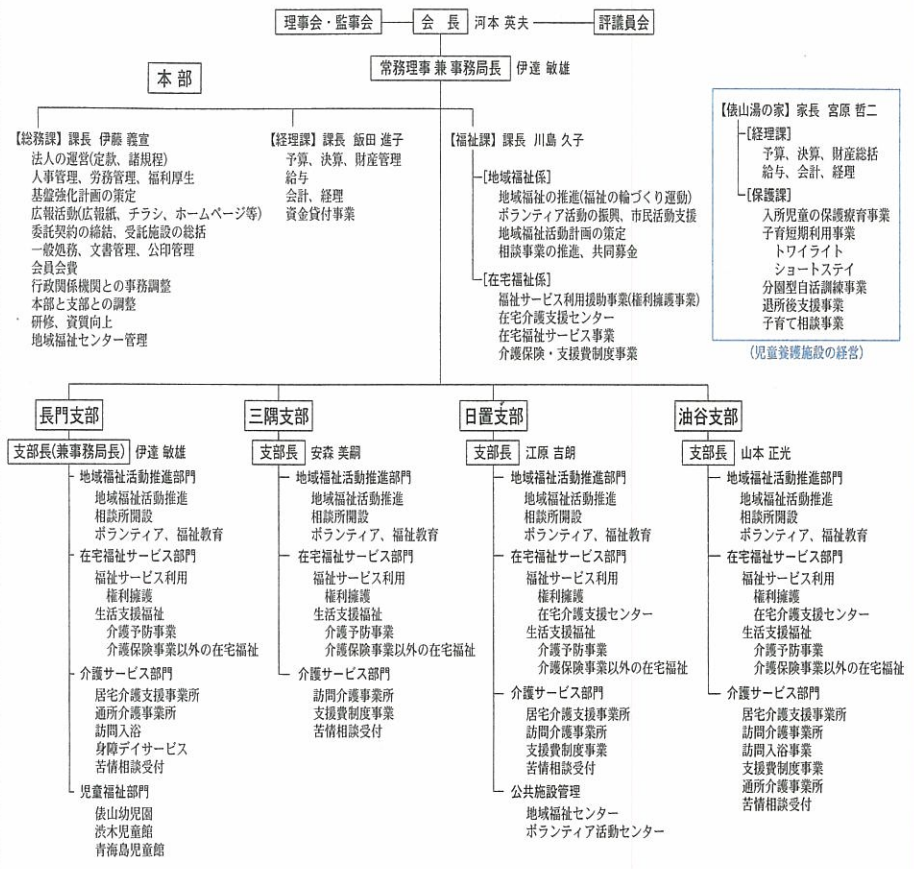 理事会・監事会 会長 河本 英夫 評議員会
常務理事 兼 事務局長 伊達 敏雄
本部
【総務課】課長 伊藤 義宣
法人の運営(定款、諸規程)
人事管理、労務管理、福利厚生
基盤強化計画の策定
広報活動(広報紙、チラシ、ホームページ等)
委託契約の締結、受託施設の総括
一般処務、文書管理、公印管理
会員会費
行政関係機関との事務調整
本部と支部との調整
研修、資質向上
地域福祉センター管理
【経理課】課長 飯田 進子
予算、決算、財産管理
給与
会計、経理
資金貸付事業
【福祉課】課長 川島 久子
[地域福祉係]
地域福祉の推進(福祉の輪づくり運動)
ボランティア活動の振興、市民活動支援
地域福祉活動計画の策定
相談事業の推進、共同募金
[在宅福祉係]
福祉サービス利用援助事業(権利擁護事業)
在宅介護支援センター
在宅福祉サービス事業
介護保険・支援費制度事業
【俵山湯の家】家長 宮原 哲二
[経理課]
予算、決算、財産総括
給与、会計、経理
[保護課]
入所児童の保護療育事業
子育短期利用事業
トワイライト
ショートステイ
分園型自活訓練事業
退所後支援事業
子育て相談事業
(児童養護施設の経営)
長門支部
支部長(兼事務局長) 伊達 敏雄
地域福祉活動推進部門
地域福祉活動推進
相談所開設
ボランティア、福祉教育
在宅福祉サービス部門
福祉サービス利用
権利擁護
生活支援福祉
介護予防事業
介護保険事業以外の在宅福祉
介護サービス部門
居宅介護支援事業所
通所介護事業所
訪問入浴
身障デイサービス
苦情相談受付
児童福祉部門
俵山幼児園
渋木児童館
青海島児童館
三隅支部
支部長 安森 美嗣
地域福祉活動推進部門
地域福祉活動推進
相談所開設
ボランティア、福祉教育
在宅福祉サービス部門
福祉サービス利用
権利擁護
生活支援福祉
介護予防事業
介護保険事業以外の在宅福祉
介護サービス部門
訪問介護事業所
支援費制度事業
苦情相談受付
日置支部
支部長 江原 吉朗
地域福祉活動推進部門
地域福祉活動推進
相談所開設
ボランティア、福祉教育
在宅福祉サービス部門
福祉サービス利用
権利擁護
在宅介護支援センター
生活支援福祉
介護予防事業
介護保険事業以外の在宅福祉
介護サービス部門
居宅介護支援事業所
訪問介護事業所
支援費制度事業
苦情相談受付
公共施設管理
地域福祉センター
ボランティア活動センター
油谷支部
支部長 山本 正光
地域福祉活動推進部門
地域福祉活動推進
相談所開設
ボランティア、福祉教育
在宅福祉サービス部門
福祉サービス利用
権利擁護
在宅介護支援センター
生活支援福祉
介護予防事業
介護保険事業以外の在宅福祉
介護サービス部門
居宅介護支援事業所
訪問介護事業所
訪問入浴事業
支援費制度事業
通所介護事業所
苦情相談受付